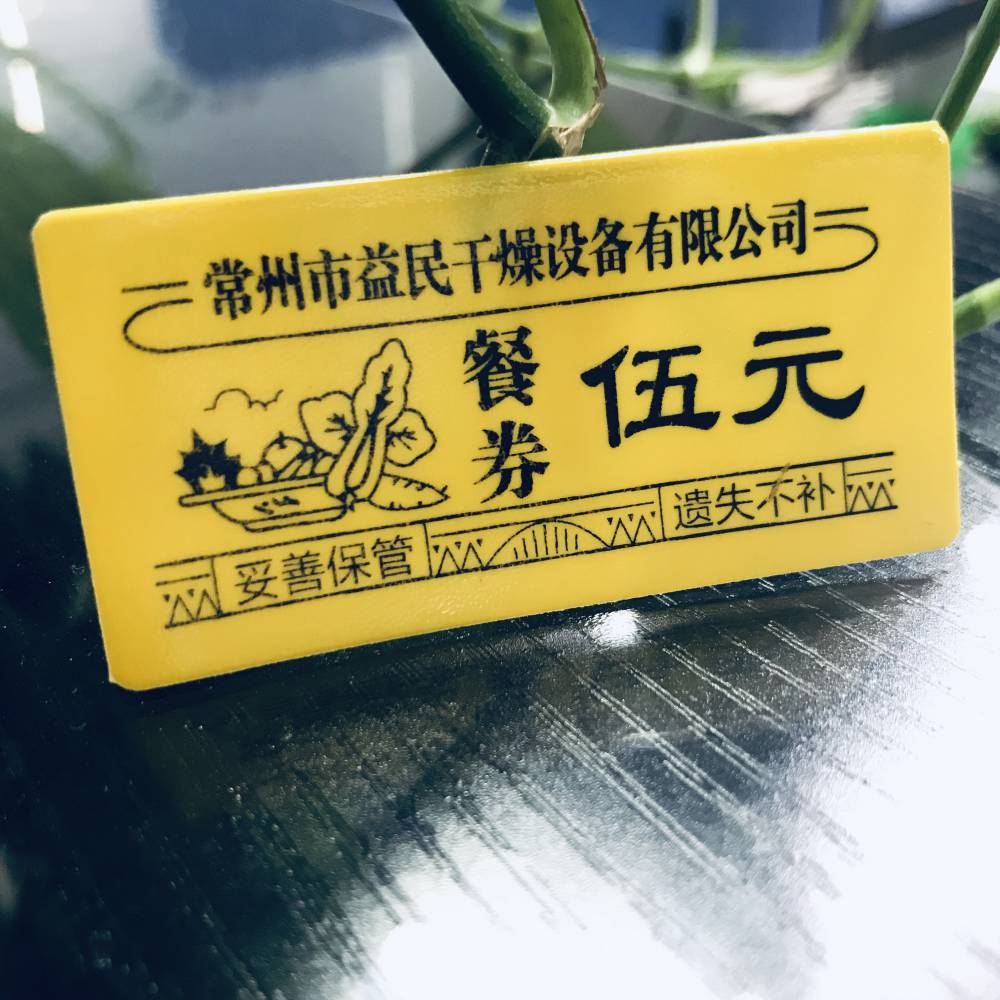 常州市益民干燥设备有限公司
餐券
伍元
妥善保管
遗失不补